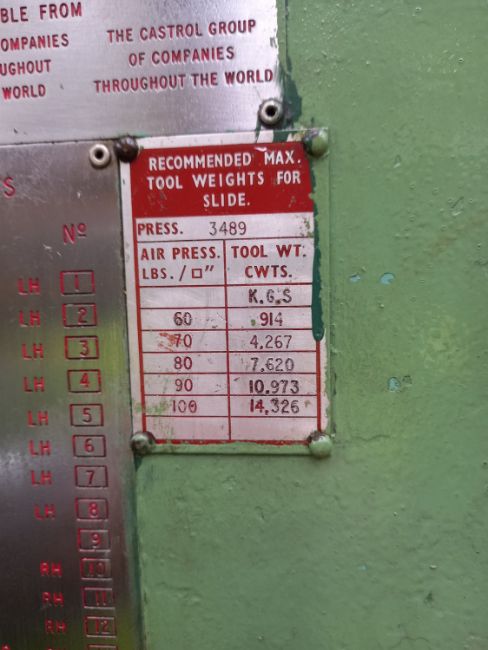 BLE FROM
OMPANIES
UGHOUT
WORLD
THE CASTROL GROUP
OF COMPANIES
THROUGHOUT THE WORLD
S
Nº
LH 1
LH 2
LH 3
LH 4
LH 5
LH 6
LH 7
LH 8
9
RH 10
RH 11
RH 12
RECOMMENDED MAX.
TOOL WEIGHTS FOR
SLIDE.
PRESS. 3489
AIR PRESS. TOOL WT.
LBS./□" CWTS.
K.G.S
60 .914
70 4,267
80 7,620
90 10,973
100 14,326